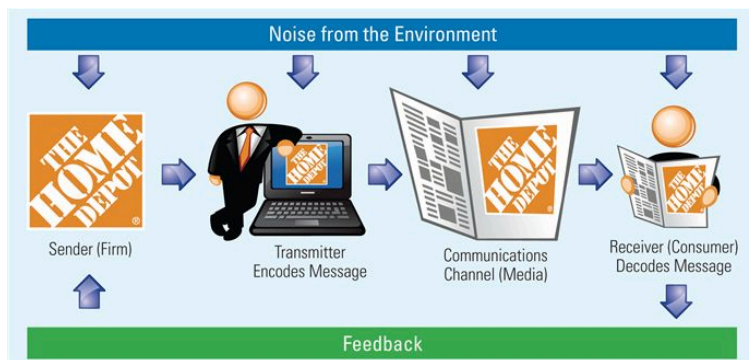 Noise from the Environment
THE
HOME
DEPOT
®
Sender (Firm)
THE
HOME
DEPOT
Transmitter
Encodes Message
THE
HOME
DEPOT
®
Communications
Channel (Media)
THE
HOME
DEPOT
Receiver (Consumer)
Decodes Message
Feedback